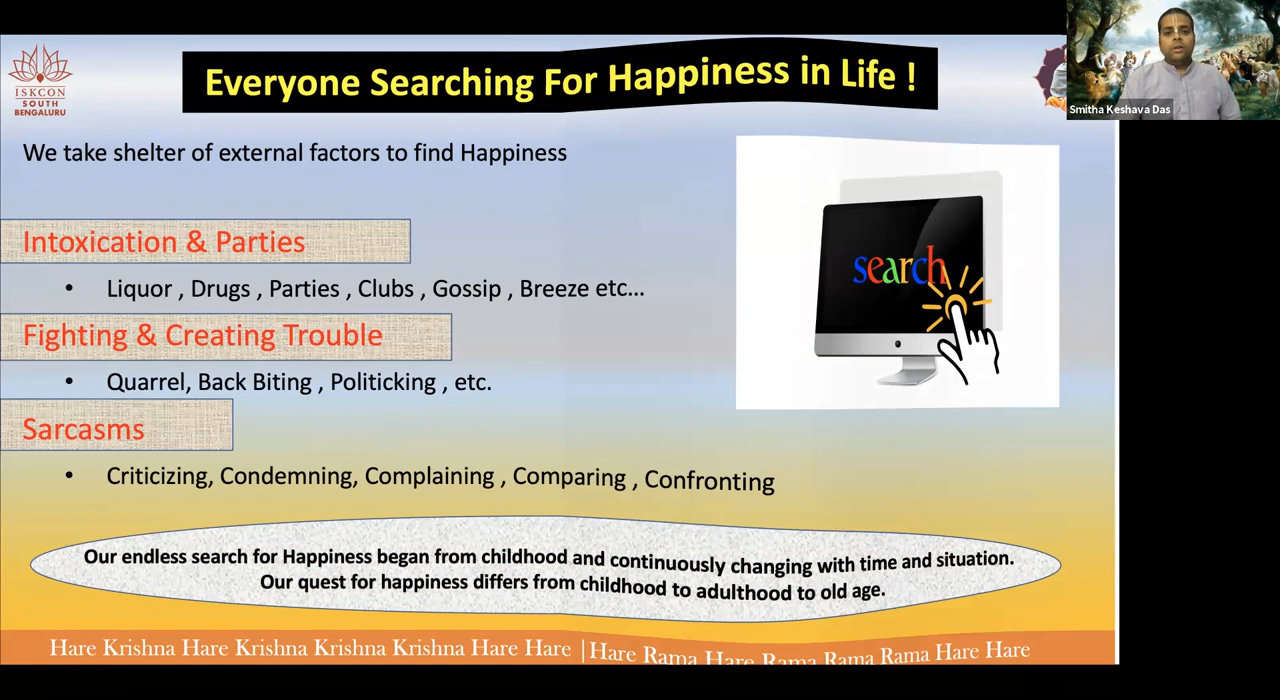 ISKCON
SOUTH
BENGALURU
Everyone Searching For Happiness in Life !
Smitha Keshava Das
We take shelter of external factors to find Happiness
search
Intoxication & Parties
• Liquor , Drugs , Parties , Clubs , Gossip , Breeze etc...
Fighting & Creating Trouble
• Quarrel, Back Biting , Politicking , etc.
Sarcasms
• Criticizing, Condemning, Complaining , Comparing , Confronting
Our endless search for Happiness began from childhood and continuously changing with time and situation.
Our quest for happiness differs from childhood to adulthood to old age.
Hare Krishna Hare Krishna Krishna Krishna Hare Hare |Hare Rama Hare Rama Rama Rama Hare Hare